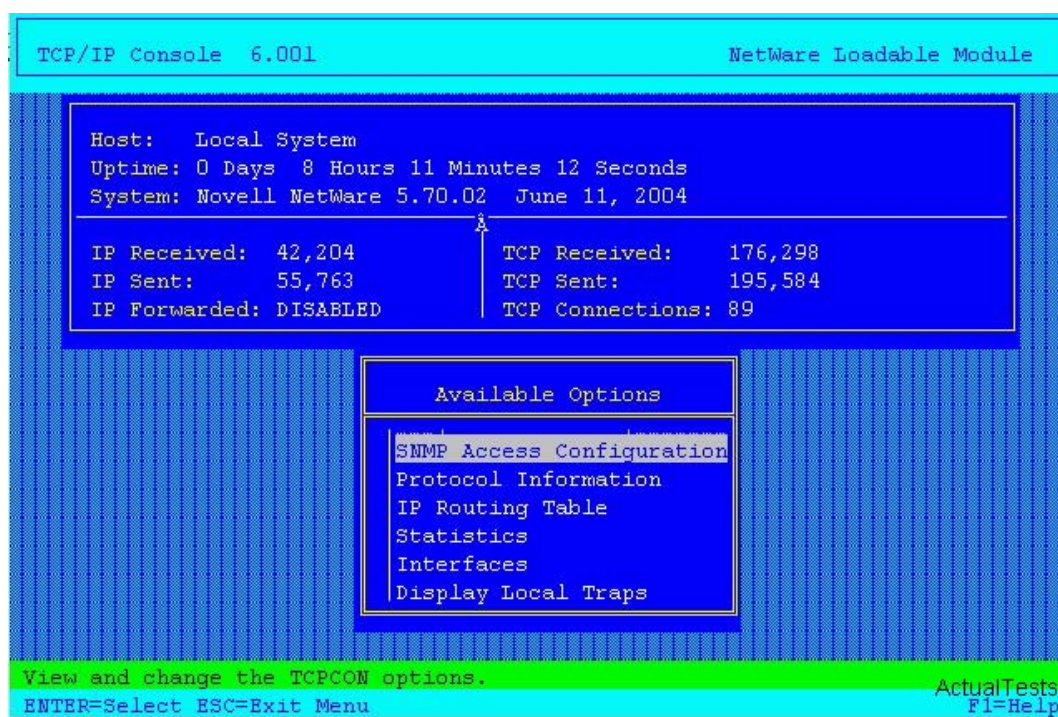 TCP/IP Console 6.00l NetWare Loadable Module
Host: Local System
Uptime: 0 Days 8 Hours 11 Minutes 12 Seconds
System: Novell NetWare 5.70.02 June 11, 2004
IP Received: 42,204 TCP Received: 176,298
IP Sent: 55,763 TCP Sent: 195,584
IP Forwarded: DISABLED TCP Connections: 89
Available Options
SNMP Access Configuration
Protocol Information
IP Routing Table
Statistics
Interfaces
Display Local Traps
View and change the TCPCON options.
ActualTests
ENTER=Select ESC=Exit Menu F1=Help